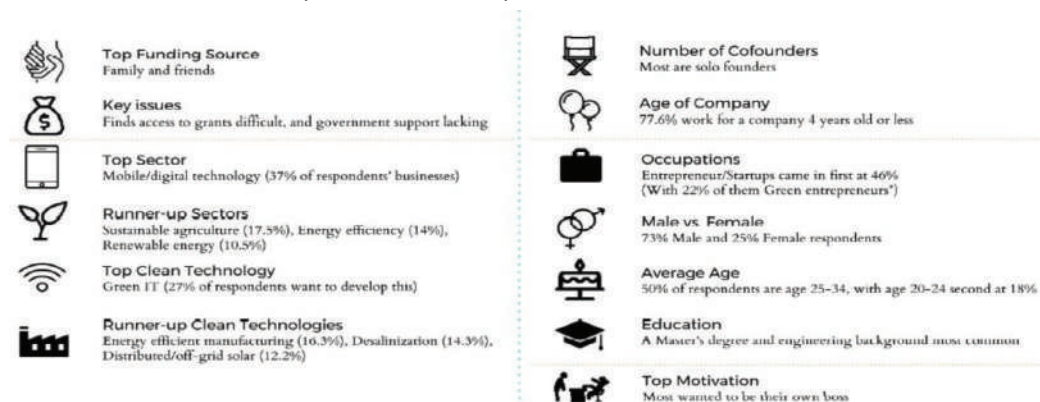 Top Funding Source
Family and friends
Key issues
Finds access to grants difficult, and government support lacking
Top Sector
Mobile/digital technology (37% of respondents' businesses)
Runner-up Sectors
Sustainable agriculture (17.5%), Energy efficiency (14%),
Renewable energy (10.5%)
Top Clean Technology
Green IT (27% of respondents want to develop this)
Runner-up Clean Technologies
Energy efficient manufacturing (16.3%), Desalinization (14.3%),
Distributed/off-grid solar (12.2%)
Number of Cofounders
Most are solo founders
Age of Company
77.6% work for a company 4 years old or less
Occupations
Entrepreneur/Startups came in first at 46%
(With 22% of them Green entrepreneurs*)
Male vs. Female
73% Male and 25% Female respondents
Average Age
50% of respondents are age 25-34, with age 20-24 second at 18%
Education
A Master's degree and engineering background most common
Top Motivation
Most wanted to be their own boss